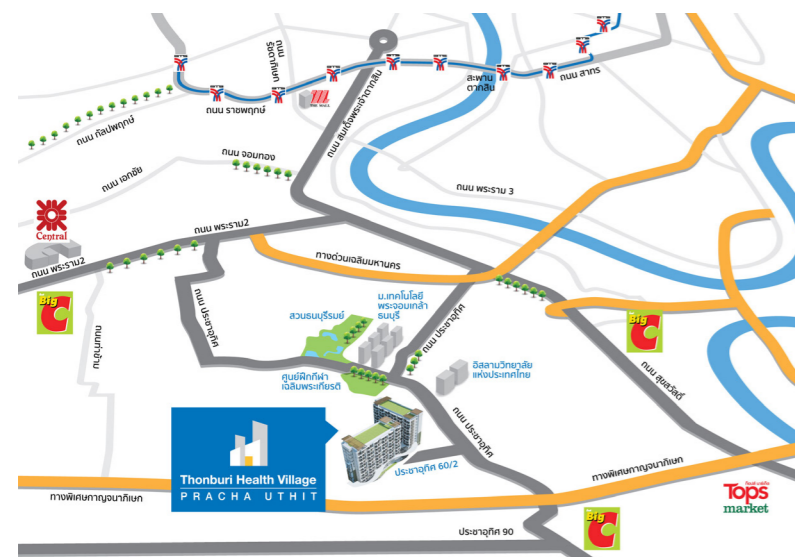 ถนน
รัชดาภิเษก
สะพาน
ตากสิน
ถนน สาทร
THE MALL
ถนน ราชพฤกษ์
ถนน กัลปพฤกษ์
ถนน สมเด็จพระเจ้าตากสิน
ถนน จอมทอง
ถนน เอกชัย
ถนน พระราม 3
Central
ถนน พระราม2
ถนน พระราม2
ทางด่วนเฉลิมมหานคร
Big
C
ถนนท่าข้าม
ถนน ประชาอุทิศ
สวนธนบุรีรมย์
ม.เทคโนโลยี
พระจอมเกล้า
ธนบุรี
ถนน ประชาอุทิศ
Big
C
ศูนย์ฝึกกีฬา
เฉลิมพระเกียรติ
อิสลามวิทยาลัย
แห่งประเทศไทย
ถนน สุขสวัสดิ์
ถนน ประชาอุทิศ
Thonburi Health Village
PRACHA UTHIT
ประชาอุทิศ 60/2
ทางพิเศษกาญจนาภิเษก
ทางพิเศษกาญจนาภิเษก
Tops
market
Big
C
ประชาอุทิศ 90